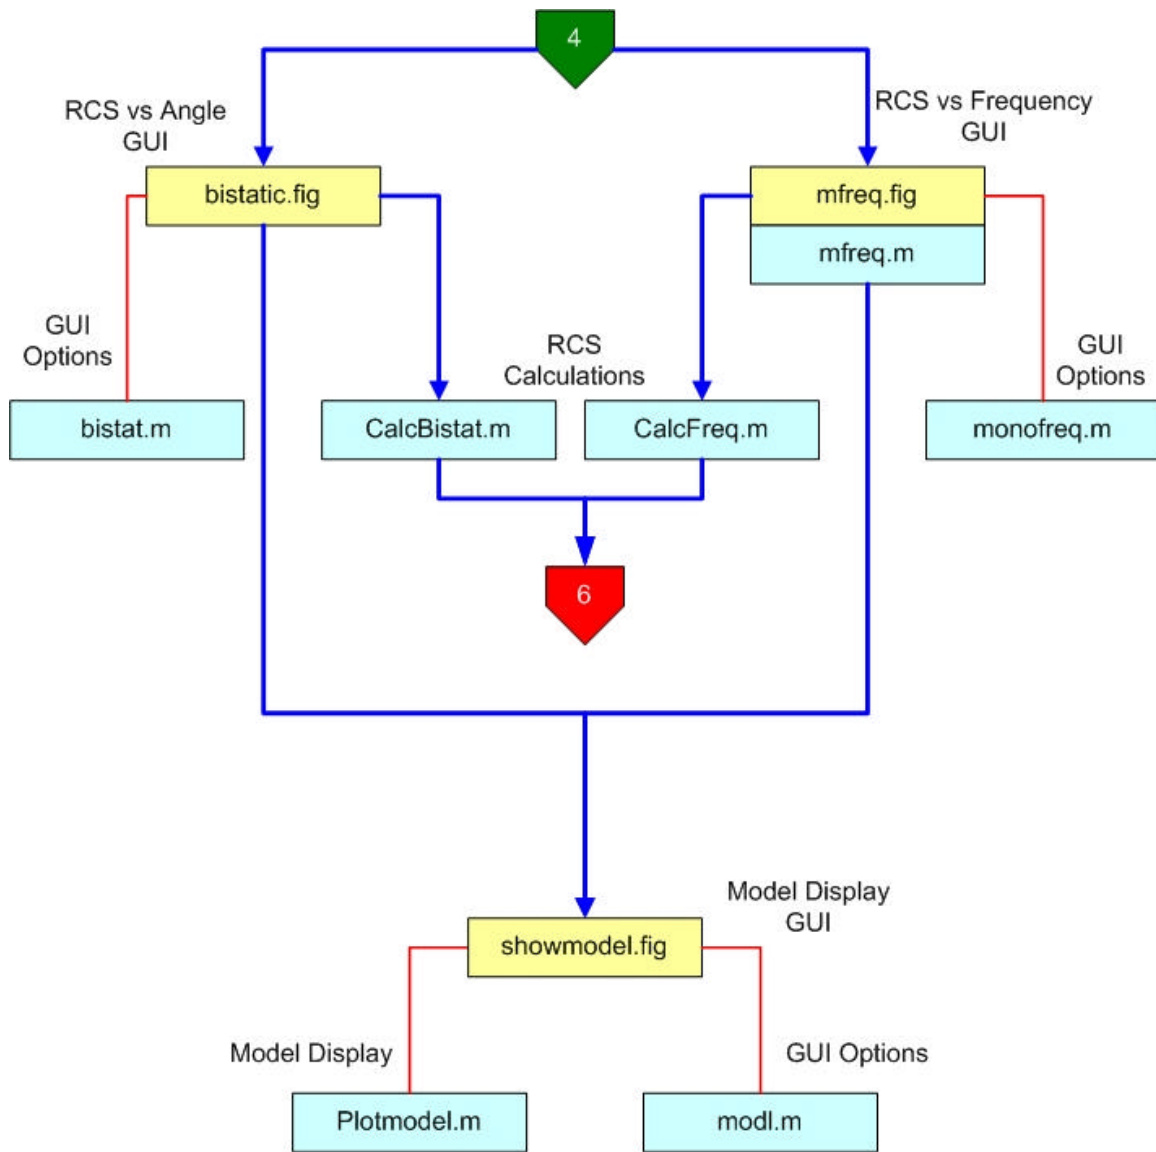 4
RCS vs Angle
GUI
RCS vs Frequency
GUI
bistatic.fig
mfreq.fig
mfreq.m
GUI
Options
RCS
Calculations
GUI
Options
bistat.m
CalcBistat.m
CalcFreq.m
monofreq.m
6
Model Display
GUI
showmodel.fig
Model Display
GUI Options
Plotmodel.m
modl.m